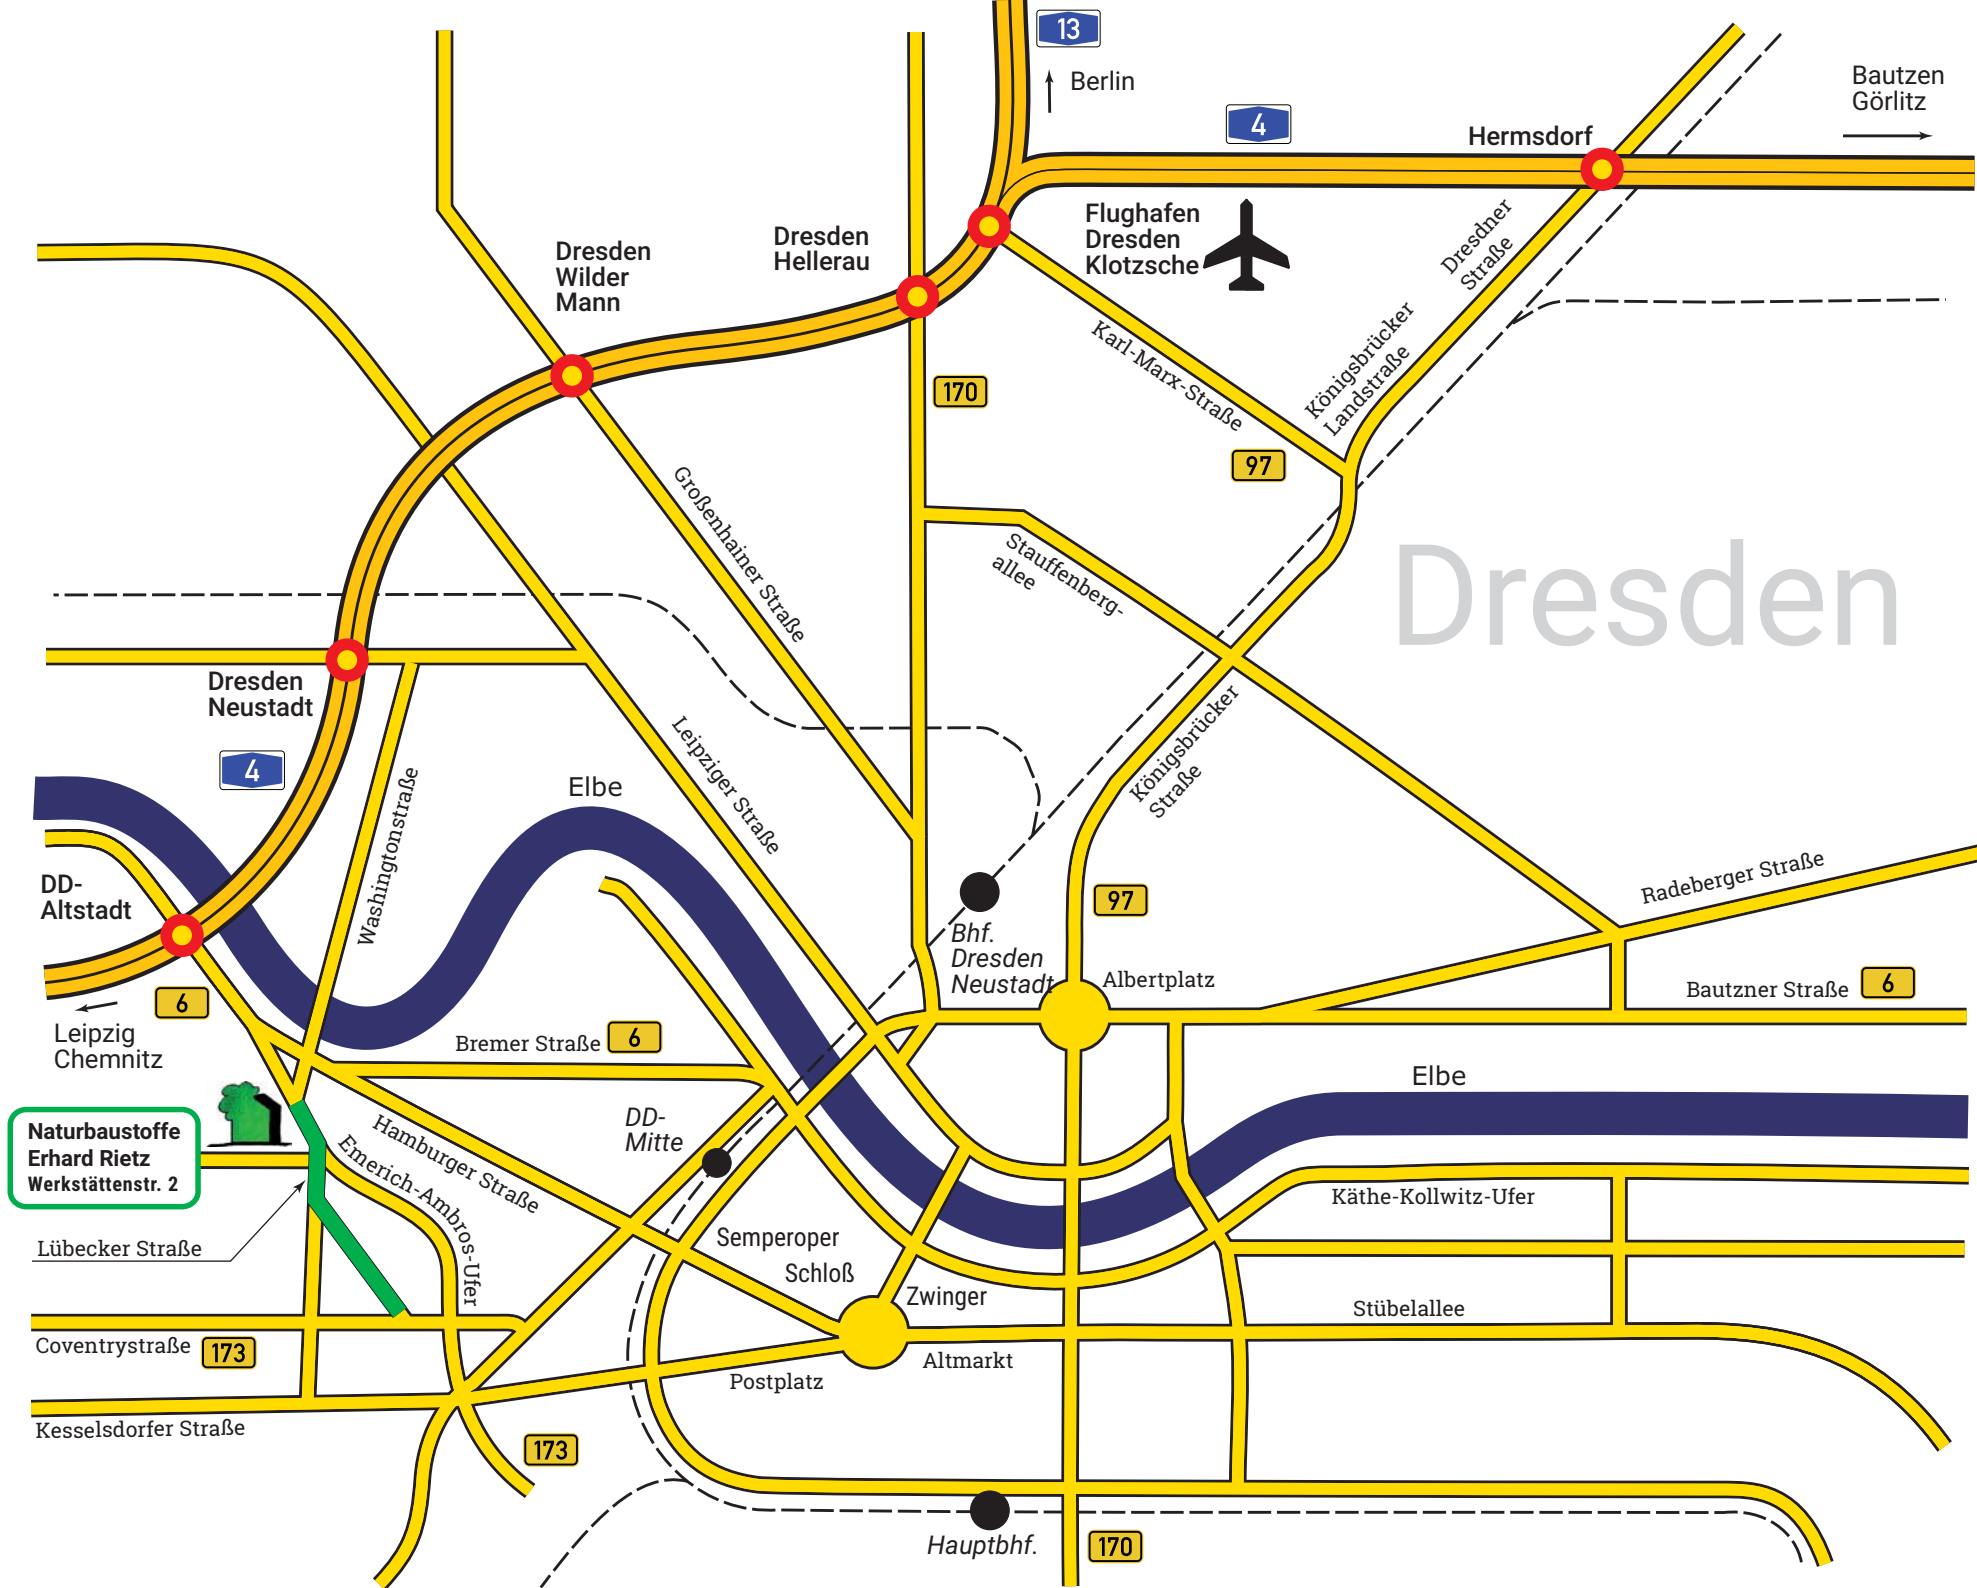 13
Berlin
Bautzen
Görlitz
4
Hermsdorf
Flughafen
Dresden
Klotzsche
Dresdner
Straße
Dresden
Hellerau
Dresden
Wilder
Mann
Königsbrücker
Landstraße
Karl-Marx-Straße
170
97
Großenhainer Straße
Stauffenberg-
allee
Dresden
Dresden
Neustadt
4
Leipziger Straße
Königsbrücker
Straße
Washingtonstraße
Elbe
DD-
Altstadt
97
Radeberger Straße
Bhf.
Dresden
Neustadt
Albertplatz
Bautzner Straße
6
6
Leipzig
Chemnitz
Bremer Straße
6
Elbe
Naturbaustoffe
Erhard Rietz
Werkstättenstr. 2
DD-
Mitte
Hamburger Straße
Emerich-Ambros-Ufer
Käthe-Kollwitz-Ufer
Lübecker Straße
Semperoper
Schloß
Zwinger
Stübelallee
Coventrystraße
173
Altmarkt
Postplatz
Kesselsdorfer Straße
173
Hauptbhf.
170